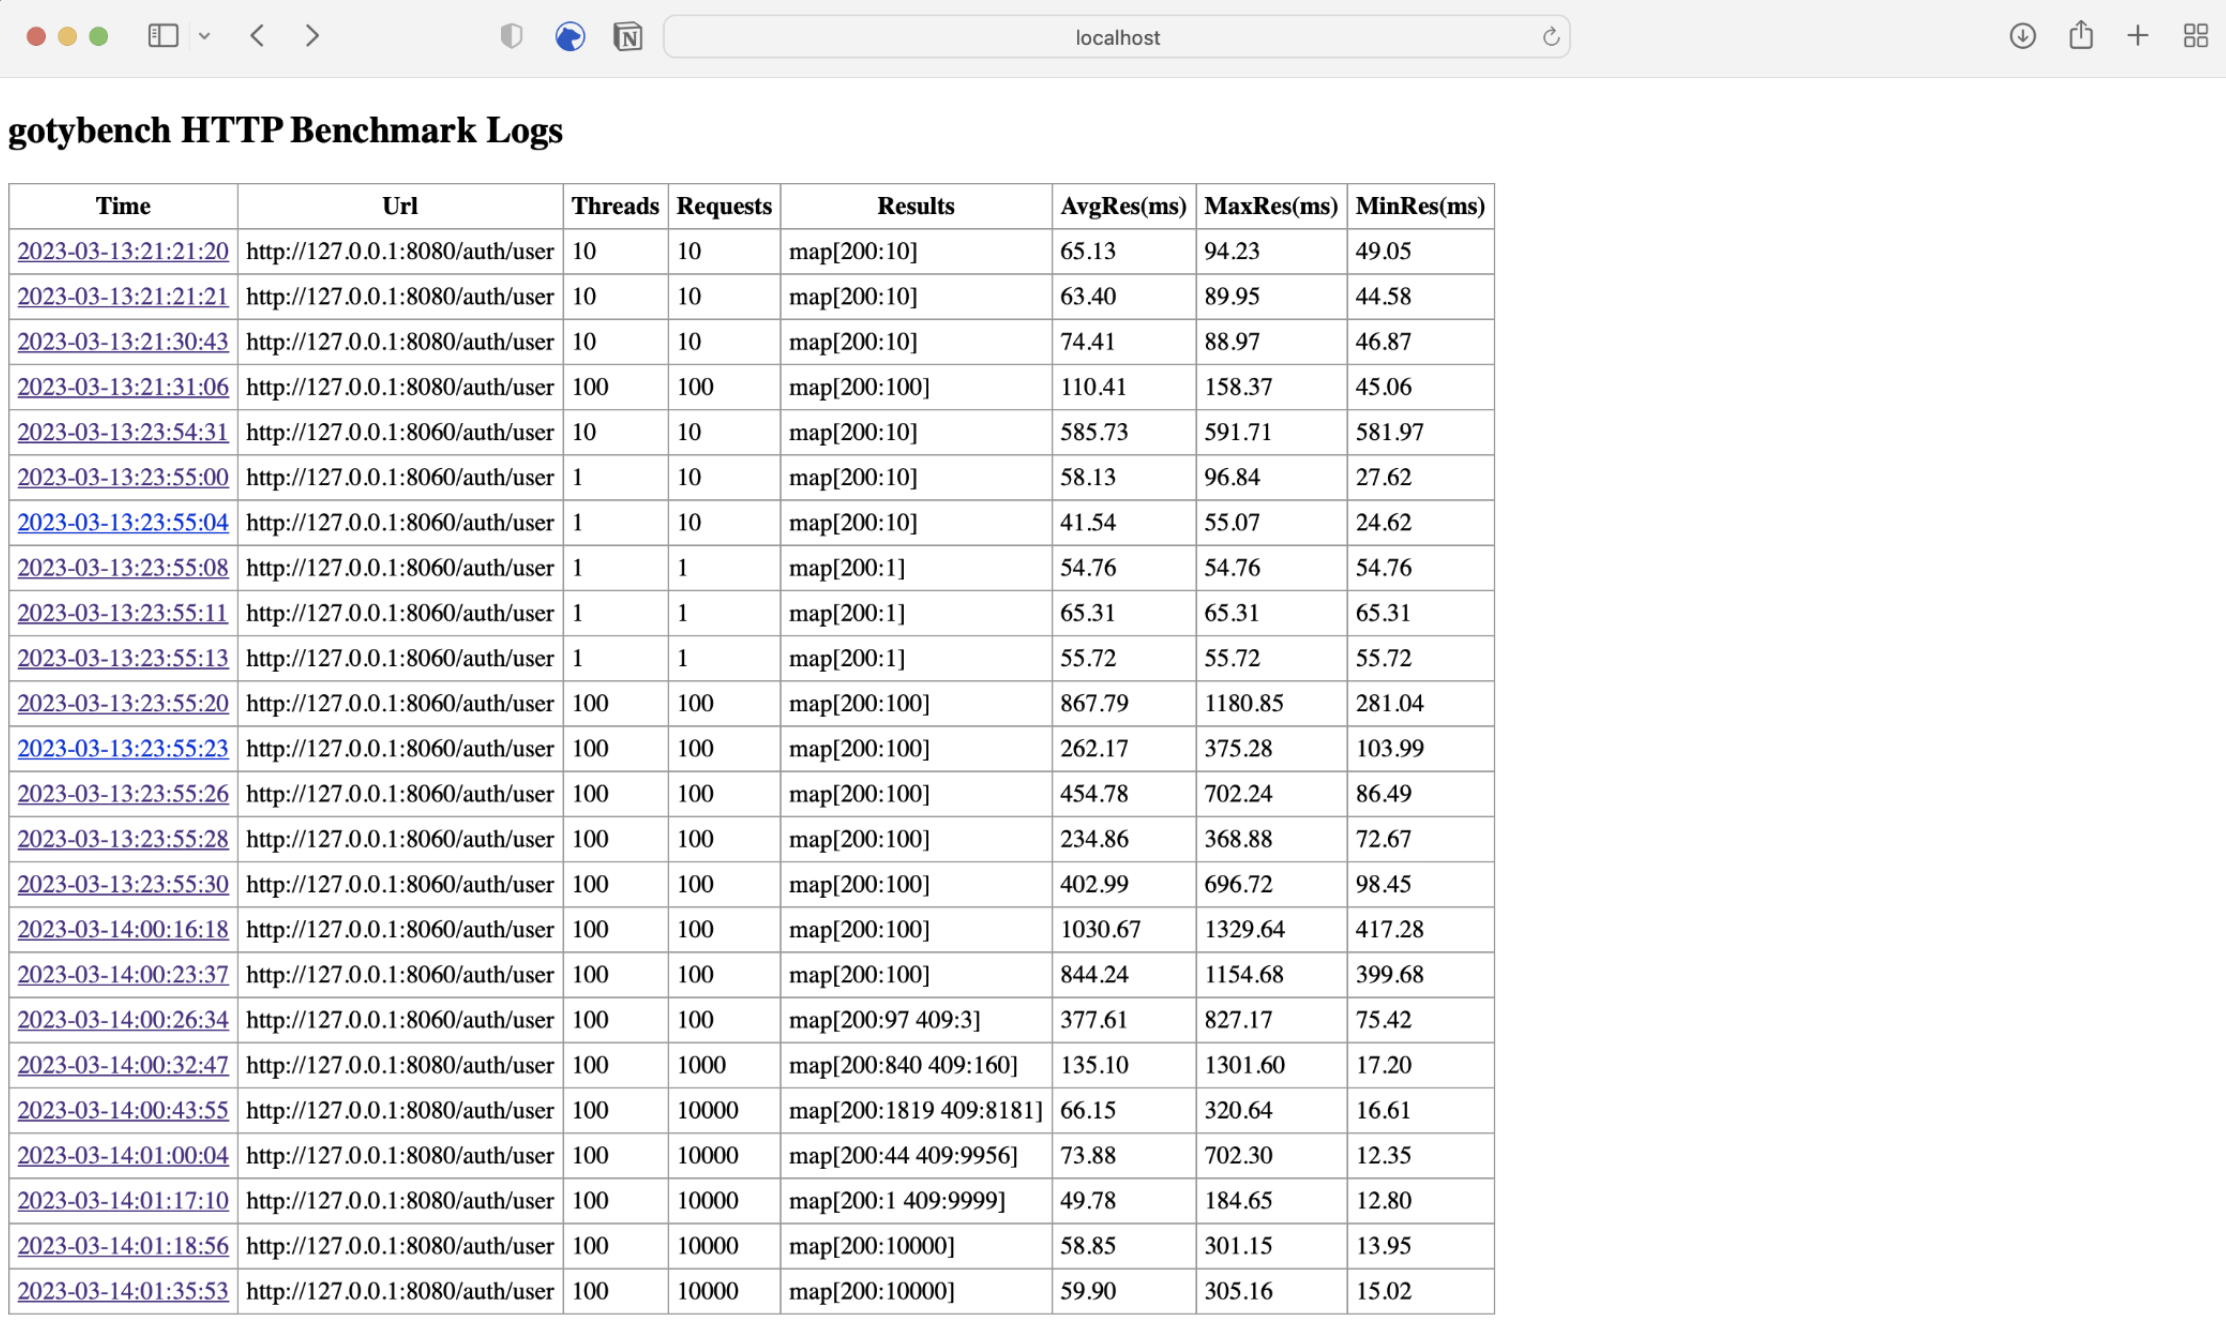 localhost
gotybench HTTP Benchmark Logs
Time Url Threads Requests Results AvgRes(ms) MaxRes(ms) MinRes(ms)
2023-03-13:21:21:20 http://127.0.0.1:8080/auth/user 10 10 map[200:10] 65.13 94.23 49.05
2023-03-13:21:21:21 http://127.0.0.1:8080/auth/user 10 10 map[200:10] 63.40 89.95 44.58
2023-03-13:21:30:43 http://127.0.0.1:8080/auth/user 10 10 map[200:10] 74.41 88.97 46.87
2023-03-13:21:31:06 http://127.0.0.1:8080/auth/user 100 100 map[200:100] 110.41 158.37 45.06
2023-03-13:23:54:31 http://127.0.0.1:8060/auth/user 10 10 map[200:10] 585.73 591.71 581.97
2023-03-13:23:55:00 http://127.0.0.1:8060/auth/user 1 10 map[200:10] 58.13 96.84 27.62
2023-03-13:23:55:04 http://127.0.0.1:8060/auth/user 1 10 map[200:10] 41.54 55.07 24.62
2023-03-13:23:55:08 http://127.0.0.1:8060/auth/user 1 1 map[200:1] 54.76 54.76 54.76
2023-03-13:23:55:11 http://127.0.0.1:8060/auth/user 1 1 map[200:1] 65.31 65.31 65.31
2023-03-13:23:55:13 http://127.0.0.1:8060/auth/user 1 1 map[200:1] 55.72 55.72 55.72
2023-03-13:23:55:20 http://127.0.0.1:8060/auth/user 100 100 map[200:100] 867.79 1180.85 281.04
2023-03-13:23:55:23 http://127.0.0.1:8060/auth/user 100 100 map[200:100] 262.17 375.28 103.99
2023-03-13:23:55:26 http://127.0.0.1:8060/auth/user 100 100 map[200:100] 454.78 702.24 86.49
2023-03-13:23:55:28 http://127.0.0.1:8060/auth/user 100 100 map[200:100] 234.86 368.88 72.67
2023-03-13:23:55:30 http://127.0.0.1:8060/auth/user 100 100 map[200:100] 402.99 696.72 98.45
2023-03-14:00:16:18 http://127.0.0.1:8060/auth/user 100 100 map[200:100] 1030.67 1329.64 417.28
2023-03-14:00:23:37 http://127.0.0.1:8060/auth/user 100 100 map[200:100] 844.24 1154.68 399.68
2023-03-14:00:26:34 http://127.0.0.1:8060/auth/user 100 100 map[200:97 409:3] 377.61 827.17 75.42
2023-03-14:00:32:47 http://127.0.0.1:8080/auth/user 100 1000 map[200:840 409:160] 135.10 1301.60 17.20
2023-03-14:00:43:55 http://127.0.0.1:8080/auth/user 100 10000 map[200:1819 409:8181] 66.15 320.64 16.61
2023-03-14:01:00:04 http://127.0.0.1:8080/auth/user 100 10000 map[200:44 409:9956] 73.88 702.30 12.35
2023-03-14:01:17:10 http://127.0.0.1:8080/auth/user 100 10000 map[200:1 409:9999] 49.78 184.65 12.80
2023-03-14:01:18:56 http://127.0.0.1:8080/auth/user 100 10000 map[200:10000] 58.85 301.15 13.95
2023-03-14:01:35:53 http://127.0.0.1:8080/auth/user 100 10000 map[200:10000] 59.90 305.16 15.02